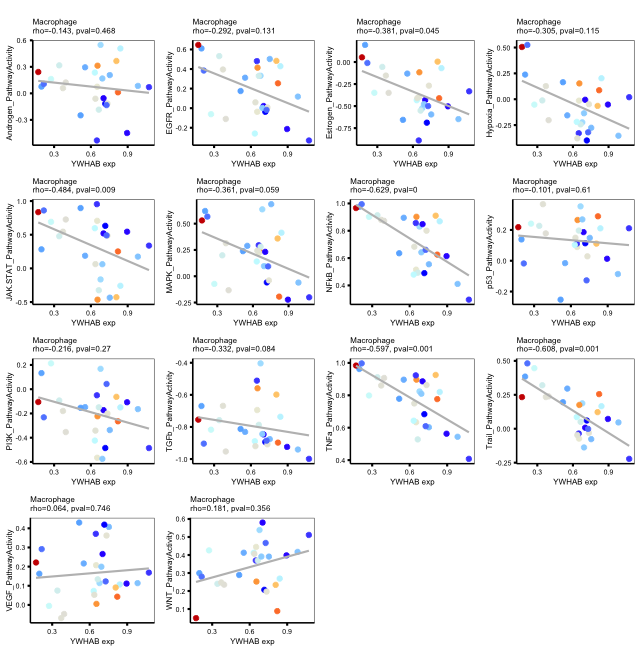 Macrophage
rho=-0.143, pval=0.468
Androgen_PathwayActivity
0.6
0.3
0.0
-0.3
0.3
0.6
0.9
YWHAB exp
Macrophage
rho=-0.292, pval=0.131
EGFR_PathwayActivity
0.6
0.4
0.2
0.0
-0.2
0.3
0.6
0.9
YWHAB exp
Macrophage
rho=-0.381, pval=0.045
Estrogen_PathwayActivity
0.25
0.00
-0.25
-0.50
-0.75
0.3
0.6
0.9
YWHAB exp
Macrophage
rho=-0.305, pval=0.115
Hypoxia_PathwayActivity
0.50
0.25
0.00
-0.25
0.3
0.6
0.9
YWHAB exp
Macrophage
rho=-0.484, pval=0.009
JAK.STAT_PathwayActivity
1.0
0.5
0.0
-0.5
0.3
0.6
0.9
YWHAB exp
Macrophage
rho=-0.361, pval=0.059
MAPK_PathwayActivity
0.50
0.25
0.00
-0.25
0.3
0.6
0.9
YWHAB exp
Macrophage
rho=-0.629, pval=0
NFkB_PathwayActivity
1.0
0.8
0.6
0.4
0.3
0.6
0.9
YWHAB exp
Macrophage
rho=-0.101, pval=0.61
p53_PathwayActivity
0.2
0.0
-0.2
0.3
0.6
0.9
YWHAB exp
Macrophage
rho=-0.216, pval=0.27
PI3K_PathwayActivity
0.2
0.0
-0.2
-0.4
-0.6
0.3
0.6
0.9
YWHAB exp
Macrophage
rho=-0.332, pval=0.084
TGFb_PathwayActivity
-0.4
-0.6
-0.8
-1.0
0.3
0.6
0.9
YWHAB exp
Macrophage
rho=-0.597, pval=0.001
TNFa_PathwayActivity
1.0
0.8
0.6
0.4
0.3
0.6
0.9
YWHAB exp
Macrophage
rho=-0.608, pval=0.001
Trail_PathwayActivity
0.50
0.25
0.00
-0.25
0.3
0.6
0.9
YWHAB exp
Macrophage
rho=0.064, pval=0.746
VEGF_PathwayActivity
0.4
0.3
0.2
0.1
0.0
0.3
0.6
0.9
YWHAB exp
Macrophage
rho=0.181, pval=0.356
WNT_PathwayActivity
0.6
0.5
0.4
0.3
0.2
0.1
0.3
0.6
0.9
YWHAB exp